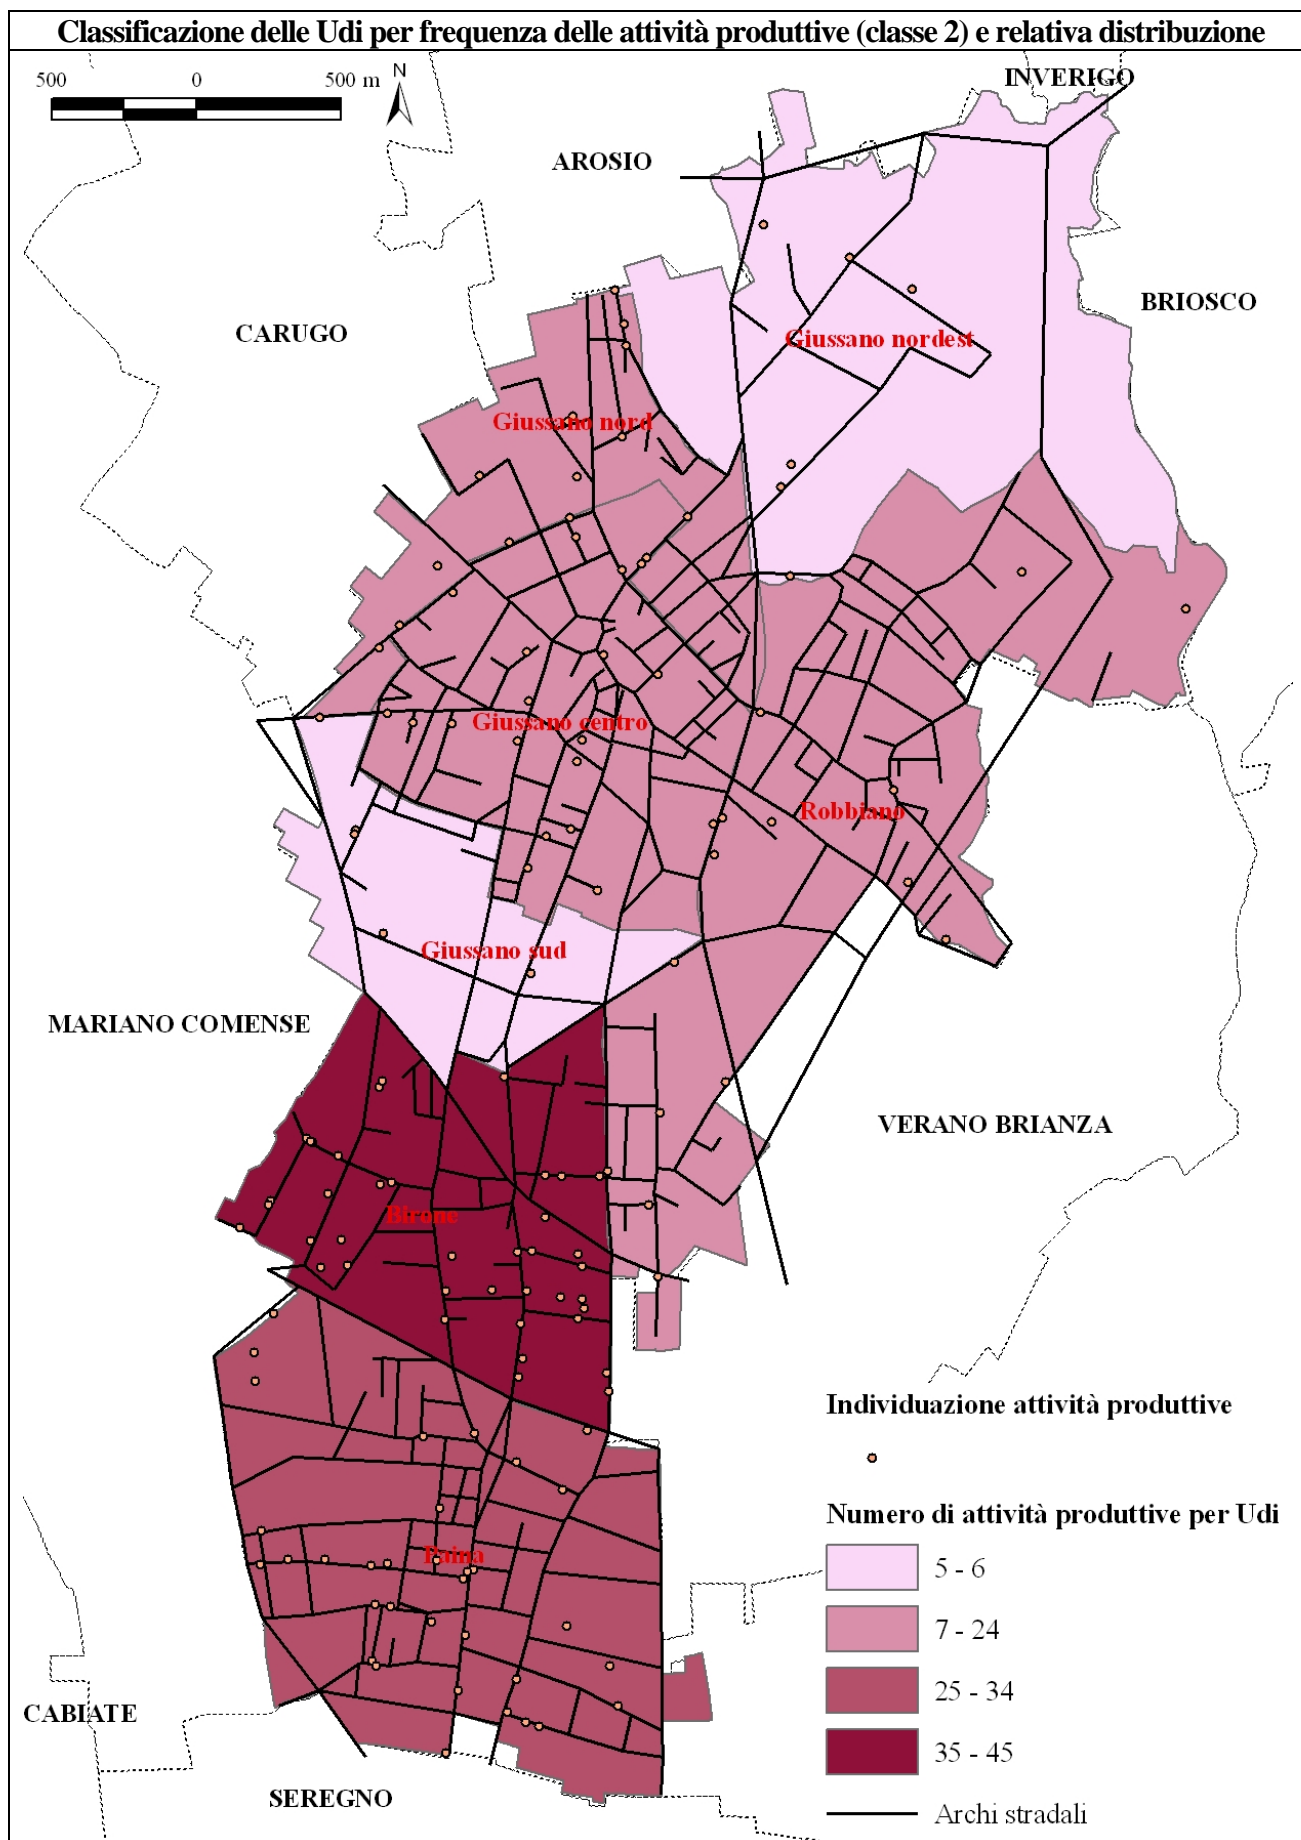 Classificazione delle Udi per frequenza delle attività produttive (classe 2) e relativa distribuzione
500 0 500 m
N
INVERIGO
AROSIO
BRIOSCO
CARUGO
Giussano nordest
Giussano nord
Giussano centro
Robbiano
Giussano sud
MARIANO COMENSE
VERANO BRIANZA
Birone
Individuazione attività produttive
Numero di attività produttive per Udi
Paina
5 - 6
7 - 24
25 - 34
CABIATE
35 - 45
SEREGNO
Archi stradali